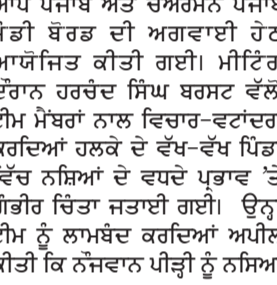 ਆਪ ਪੰਜਾਬ ਅਤੇ ਚੇਅਰਮੈਨ ਪੰਜਾਬ
ਮੰਡੀ ਬੋਰਡ ਦੀ ਅਗਵਾਈ ਹੇਠ
ਆਯੋਜਿਤ ਕੀਤੀ ਗਈ। ਮੀਟਿੰਗ
ਦੌਰਾਨ ਹਰਚੰਦ ਸਿੰਘ ਬਰਸਟ ਵੱਲੋਂ
ਟੀਮ ਮੈਂਬਰਾਂ ਨਾਲ ਵਿਚਾਰ-ਵਟਾਂਦਰਾ
ਕਰਦਿਆਂ ਹਲਕੇ ਦੇ ਵੱਖ-ਵੱਖ ਪਿੰਡਾਂ
ਵਿੱਚ ਨਸ਼ਿਆਂ ਦੇ ਵਧਦੇ ਪ੍ਰਭਾਵ 'ਤੇ
ਗੰਭੀਰ ਚਿੰਤਾ ਜਤਾਈ ਗਈ। ਉਨ੍ਹਾਂ
ਟੀਮ ਨੂੰ ਲਾਮਬੰਦ ਕਰਦਿਆਂ ਅਪੀਲ
ਕੀਤੀ ਕਿ ਨੌਜਵਾਨ ਪੀੜ੍ਹੀ ਨੂੰ ਨਸਿਆਂ